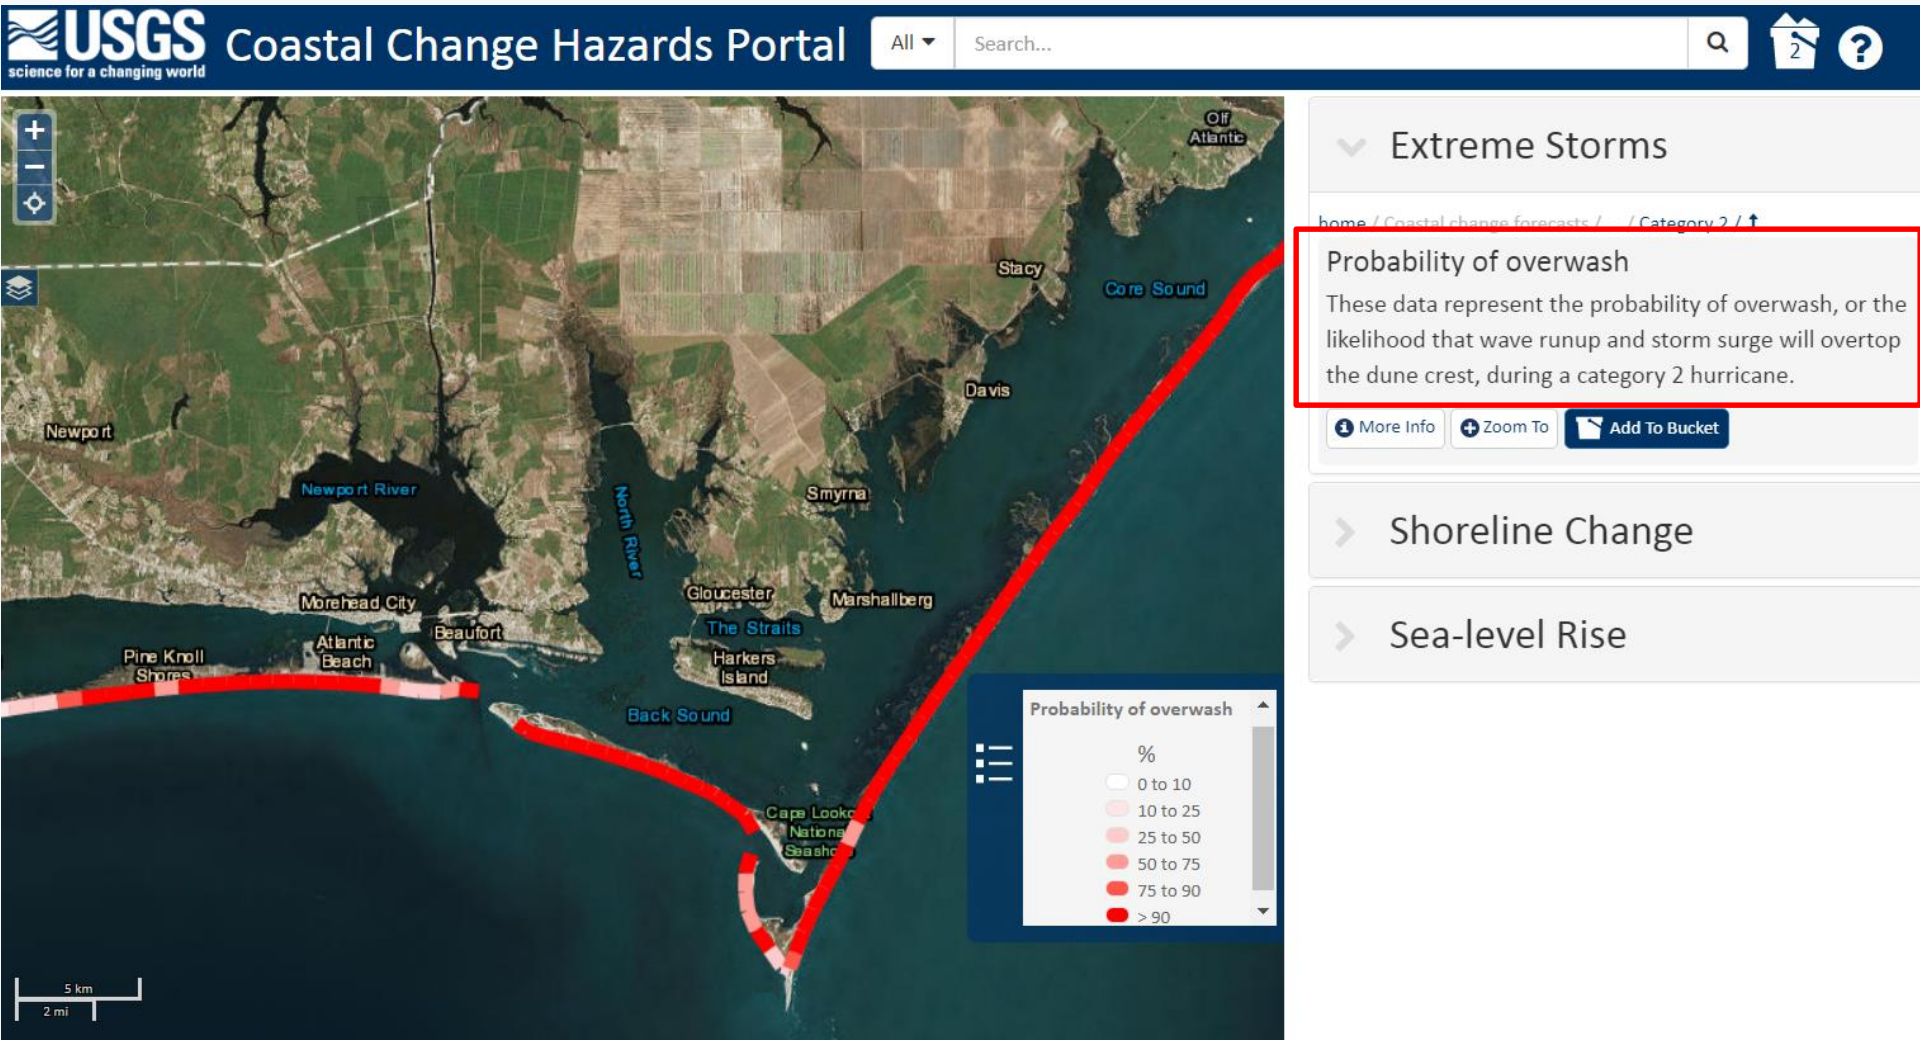 USGS
science for a changing world
Coastal Change Hazards Portal
All
Search...
2
?
+
−
Olf
Atlantic
Stacy
Core Sound
Davis
Newport
Newport River
North River
Smyrna
Gloucester
Marshallberg
Morehead City
The Straits
Atlantic
Beach
Beaufort
Pine Knoll
Shores
Harkers
Island
Back Sound
Cape Looko
Nationa
Seasho
5 km
2 mi
Probability of overwash
%
0 to 10
10 to 25
25 to 50
50 to 75
75 to 90
> 90
Extreme Storms
home / Coastal change forecasts / ... / Category 2 /
Probability of overwash
These data represent the probability of overwash, or the
likelihood that wave runup and storm surge will overtop
the dune crest, during a category 2 hurricane.
More Info
Zoom To
Add To Bucket
Shoreline Change
Sea-level Rise